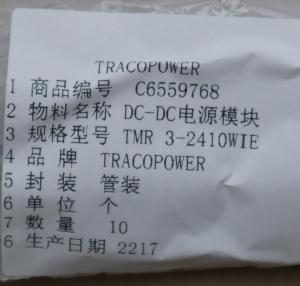 TRACOPOWER
1 商品编号 C6559768
2 物料名称 DC-DC电源模块
3 规格型号 TMR 3-2410WIE
4 品牌 TRACOPOWER
5 封装 管装
6 单位 个
7 数量 10
6 生产日期 2217